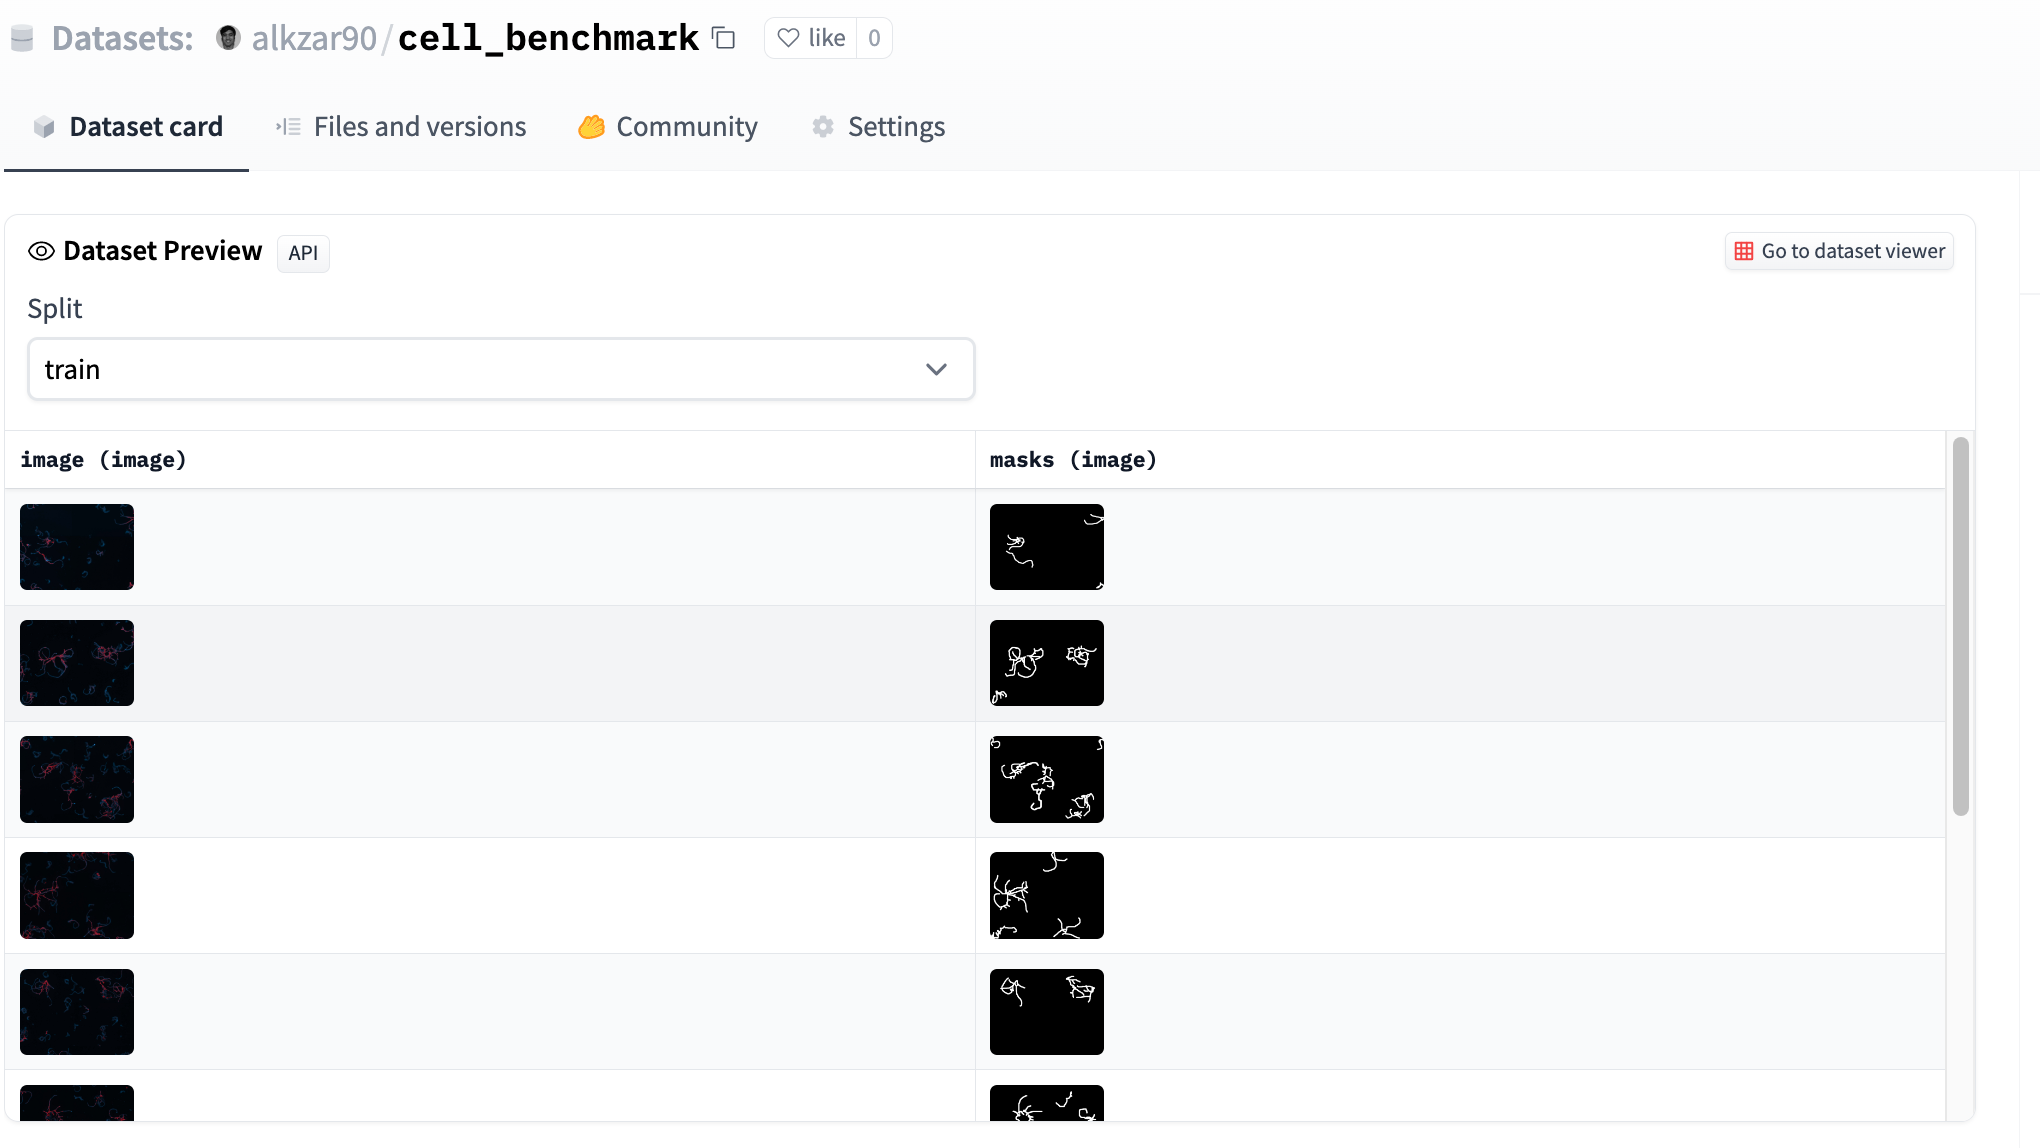 Datasets: alkzar90/cell_benchmark like 0
Dataset card Files and versions Community Settings
Dataset Preview API Go to dataset viewer
Split
train
image (image) masks (image)